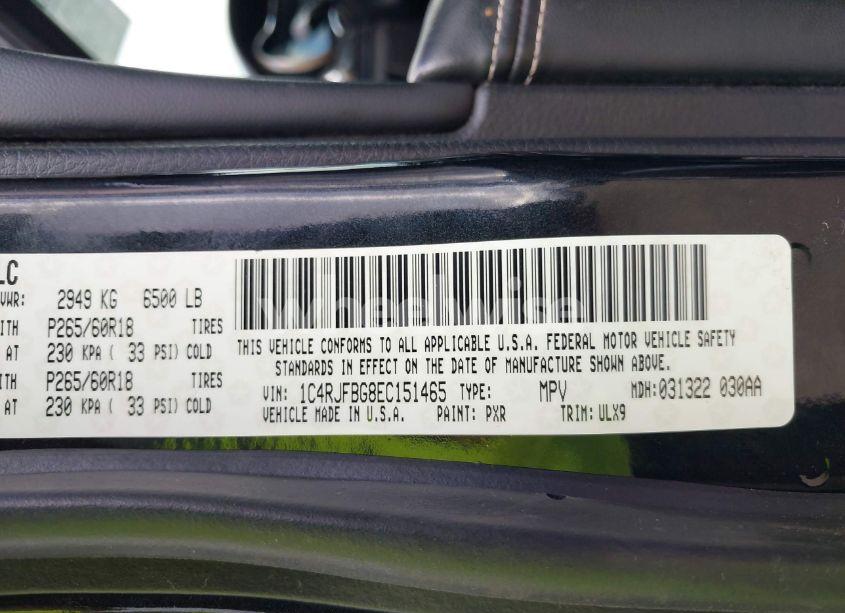 LC
VWR: 2949 KG 6500 LB
ITH P265/60R18 TIRES
AT 230 KPA ( 33 PSI) COLD
ITH P265/60R18 TIRES
AT 230 KPA ( 33 PSI) COLD
wheelwise
THIS VEHICLE CONFORMS TO ALL APPLICABLE U.S.A. FEDERAL MOTOR VEHICLE SAFETY
STANDARDS IN EFFECT ON THE DATE OF MANUFACTURE SHOWN ABOVE.
VIN: 1C4RJFBG8EC151465 TYPE: MPV MDH: 031322 030AA
VEHICLE MADE IN U.S.A. PAINT: PXR TRIM: ULX9